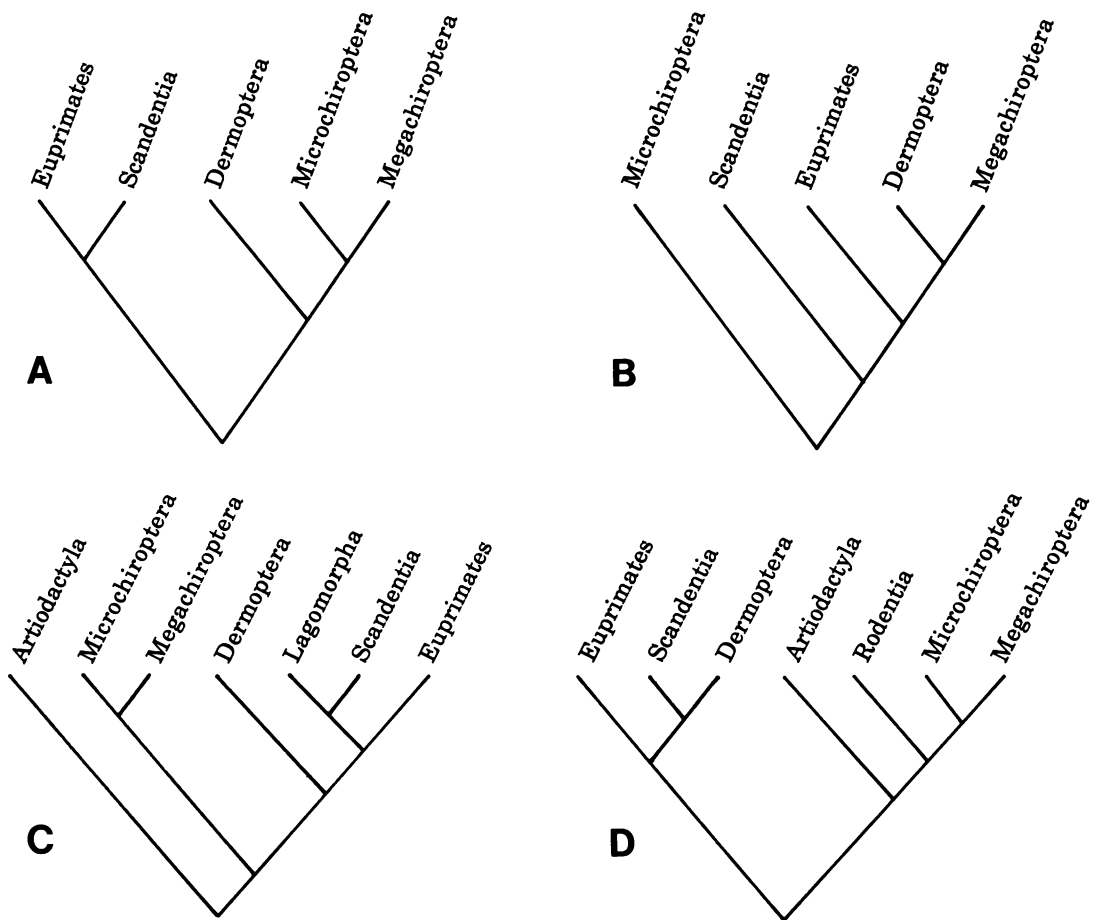 Euprimates
Scandentia
Dermoptera
Microchiroptera
Megachiroptera
A
Microchiroptera
Scandentia
Euprimates
Dermoptera
Megachiroptera
B
Artiodactyla
Microchiroptera
Megachiroptera
Dermoptera
Lagomorpha
Scandentia
Euprimates
C
Euprimates
Scandentia
Dermoptera
Artiodactyla
Rodentia
Microchiroptera
Megachiroptera
D